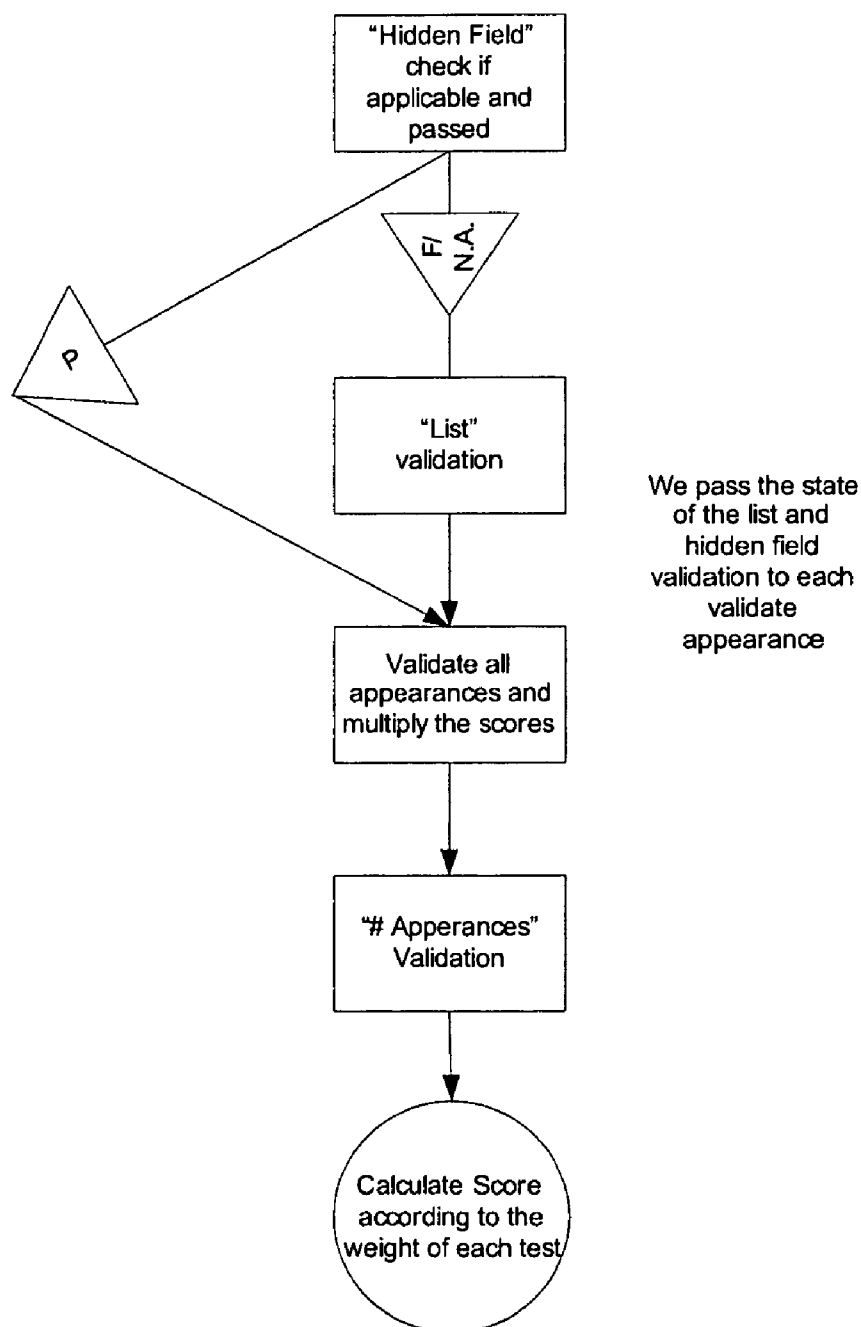 “Hidden Field”
check if
applicable and
passed
F/
N.A.
P
“List”
validation
We pass the state
of the list and
hidden field
validation to each
validate
appearance
Validate all
appearances and
multiply the scores
“# Apperances”
Validation
Calculate Score
according to the
weight of each test